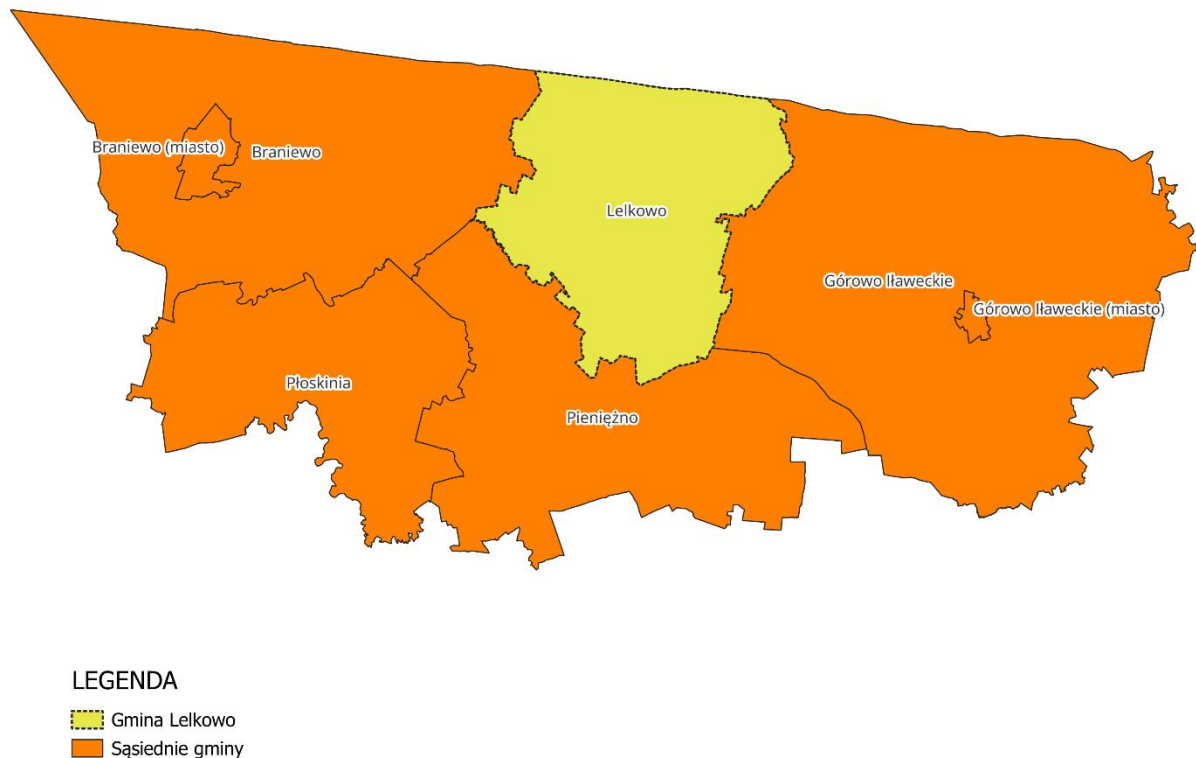 Braniewo (miasto)
Braniewo
Lelkowo
Górowo Iławeckie
Górowo Iławeckie (miasto)
Płoskinia
Pieniężno
LEGENDA
Gmina Lelkowo
Sąsiednie gminy